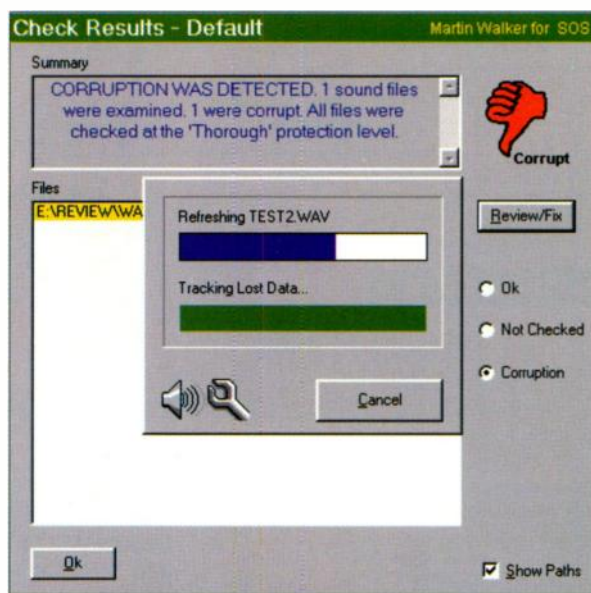 Check Results - Default
Martin Walker for SOS
Summary
CORRUPTION WAS DETECTED. 1 sound files
were examined. 1 were corrupt. All files were
checked at the 'Thorough' protection level.
Corrupt
Files
E:\REVIEW\WA
Refreshing TEST2.WAV
Tracking Lost Data...
Cancel
Review/Fix
Ok
Not Checked
Corruption
Ok
Show Paths